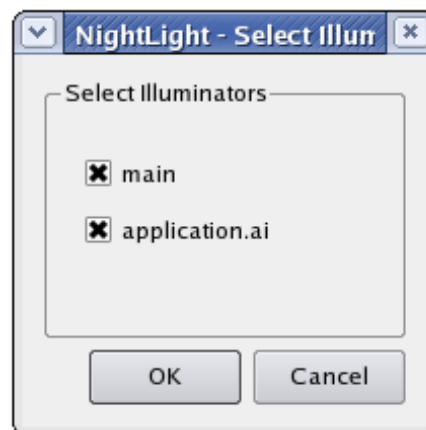 NightLight - Select Illum
Select Illuminators
main
application.ai
OK
Cancel